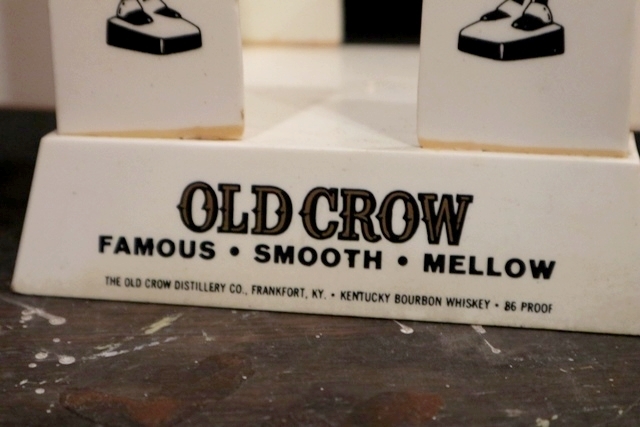 OLD CROW
FAMOUS • SMOOTH • MELLOW
THE OLD CROW DISTILLERY CO., FRANKFORT, KY. • KENTUCKY BOURBON WHISKEY • 86 PROOF